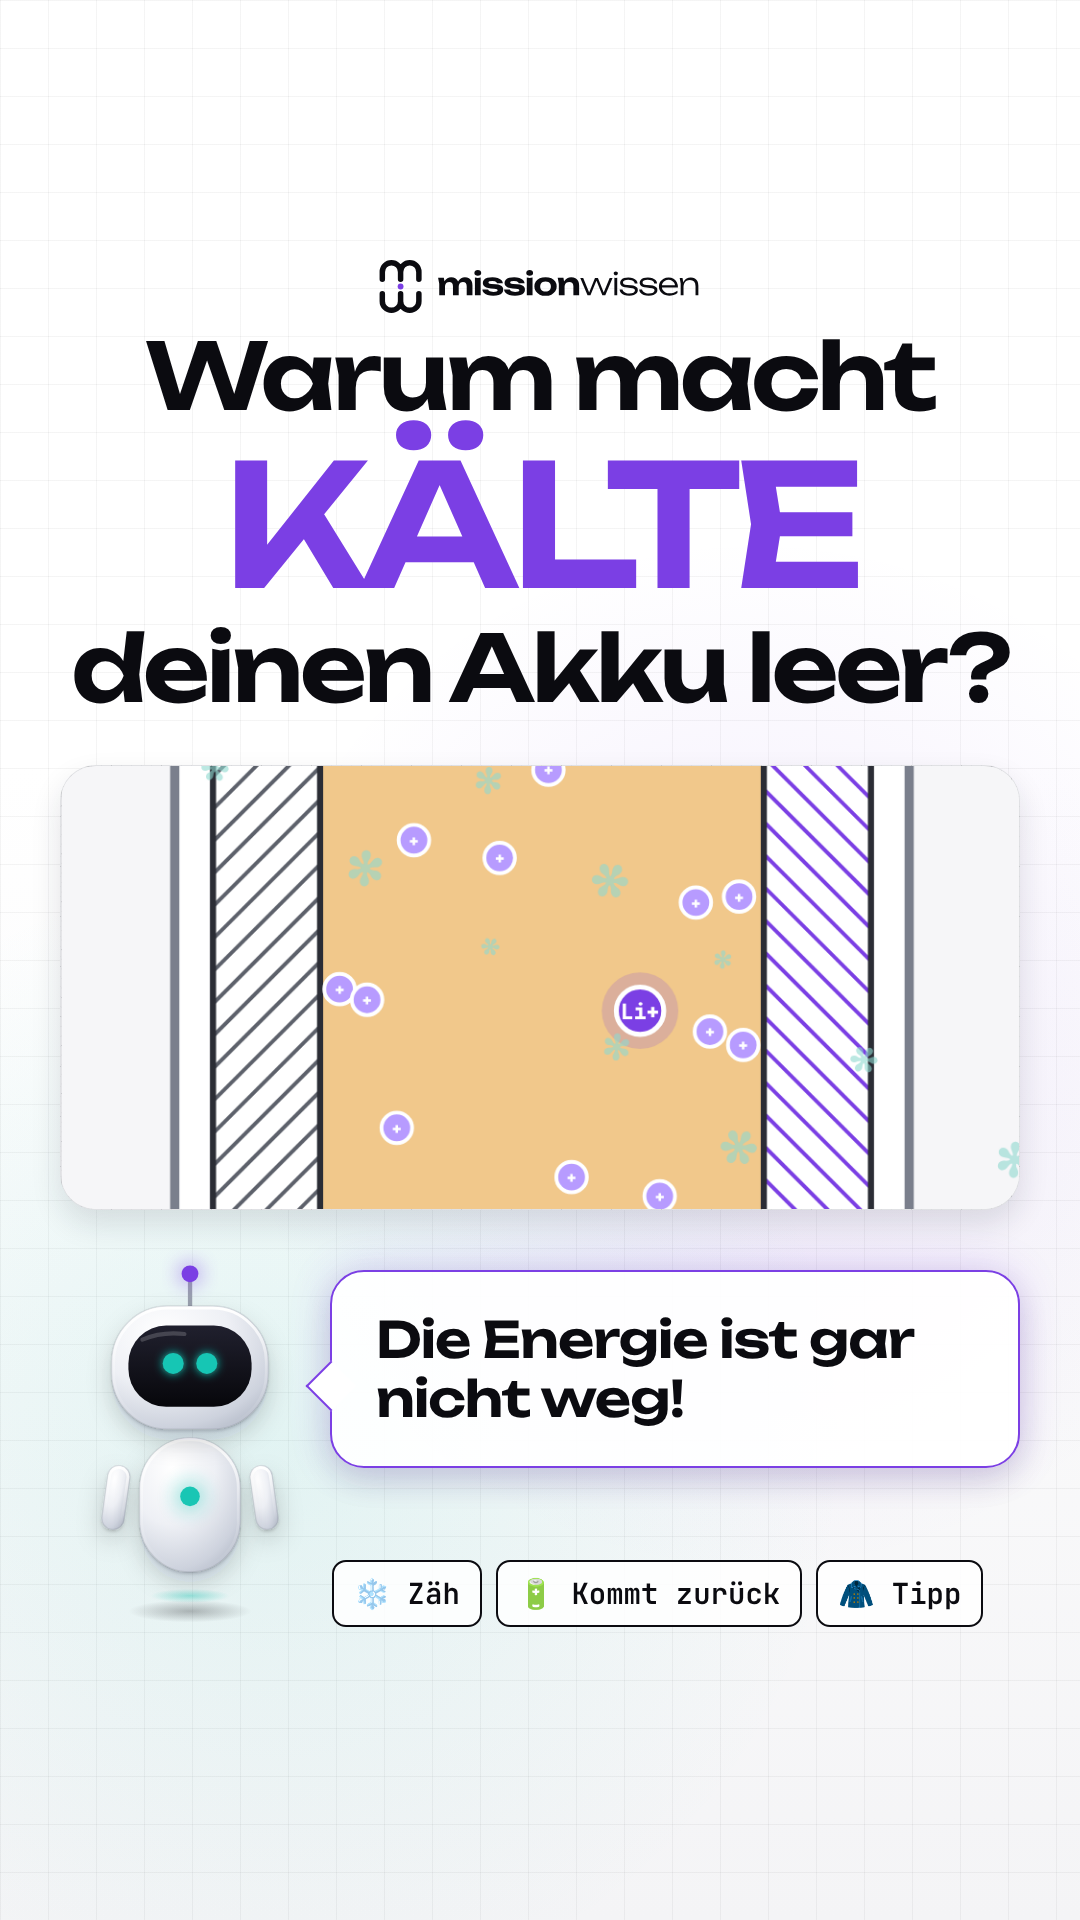 missionwissen
Warum macht
KÄLTE
deinen Akku leer?
+
+
+
+
+
+
+
Li+
+
+
+
+
+
Die Energie ist gar
nicht weg!
Zäh
Kommt zurück
Tipp